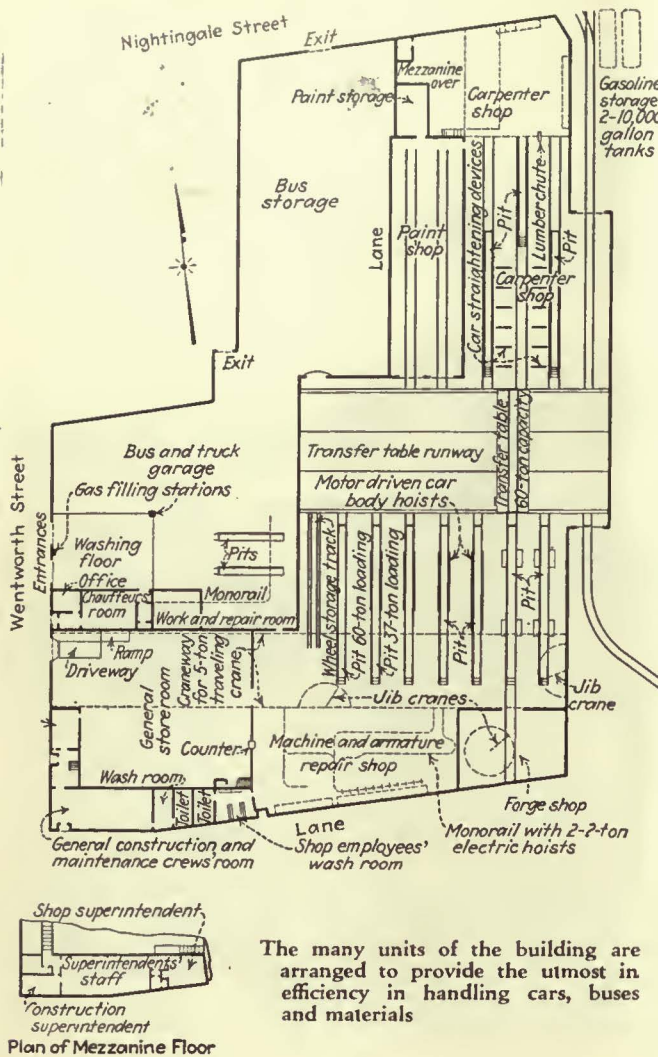 Nightingale Street
Exit
Mezzanine
over
Paint storage
Carpenter
shop
Gasoline
storage
2-10,000
gallon
tanks
Bus
storage
Lane
Paint
shop
Car straightening devices
Pit
Lumber chute
Pit
Carpenter
shop
Exit
Transfer table runway
Transfer table
60-ton capacity
Bus and truck
garage
Gas filling stations
Motor driven car
body hoists
Wentworth Street
Entrances
Washing
floor
Office
Chauffeurs'
room
Pits
Monorail
Work and repair room
Wheel storage track
Pit 60-ton loading
Pit 37-ton loading
Pit
Pit
Ramp
Driveway
Craneway
for 5-ton
traveling
crane
General
storeroom
Jib cranes
Jib
crane
Counter
Machine and armature
repair shop
Wash room
Toilet
Toilet
Forge shop
Lane
General construction and
maintenance crews' room
Shop employees'
wash room
Monorail with 2-2-ton
electric hoists
Shop superintendent
Superintendents'
staff
Construction
superintendent
Plan of Mezzanine Floor
The many units of the building are
arranged to provide the utmost in
efficiency in handling cars, buses
and materials